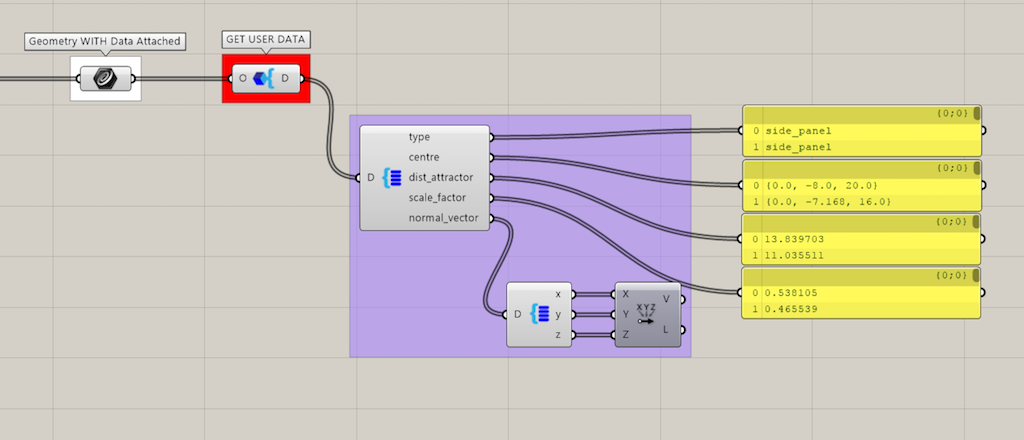 Geometry WITH Data Attached
GET USER DATA
O D
D
type
centre
dist_attractor
scale_factor
normal_vector
{0;0}
0 side_panel
1 side_panel
{0;0}
0 {0.0, -8.0, 20.0}
1 {0.0, -7.168, 16.0}
{0;0}
0 13.839703
1 11.035511
{0;0}
0 0.538105
1 0.465539
D
x
y
z
X
Y
Z
XYZ
V
L